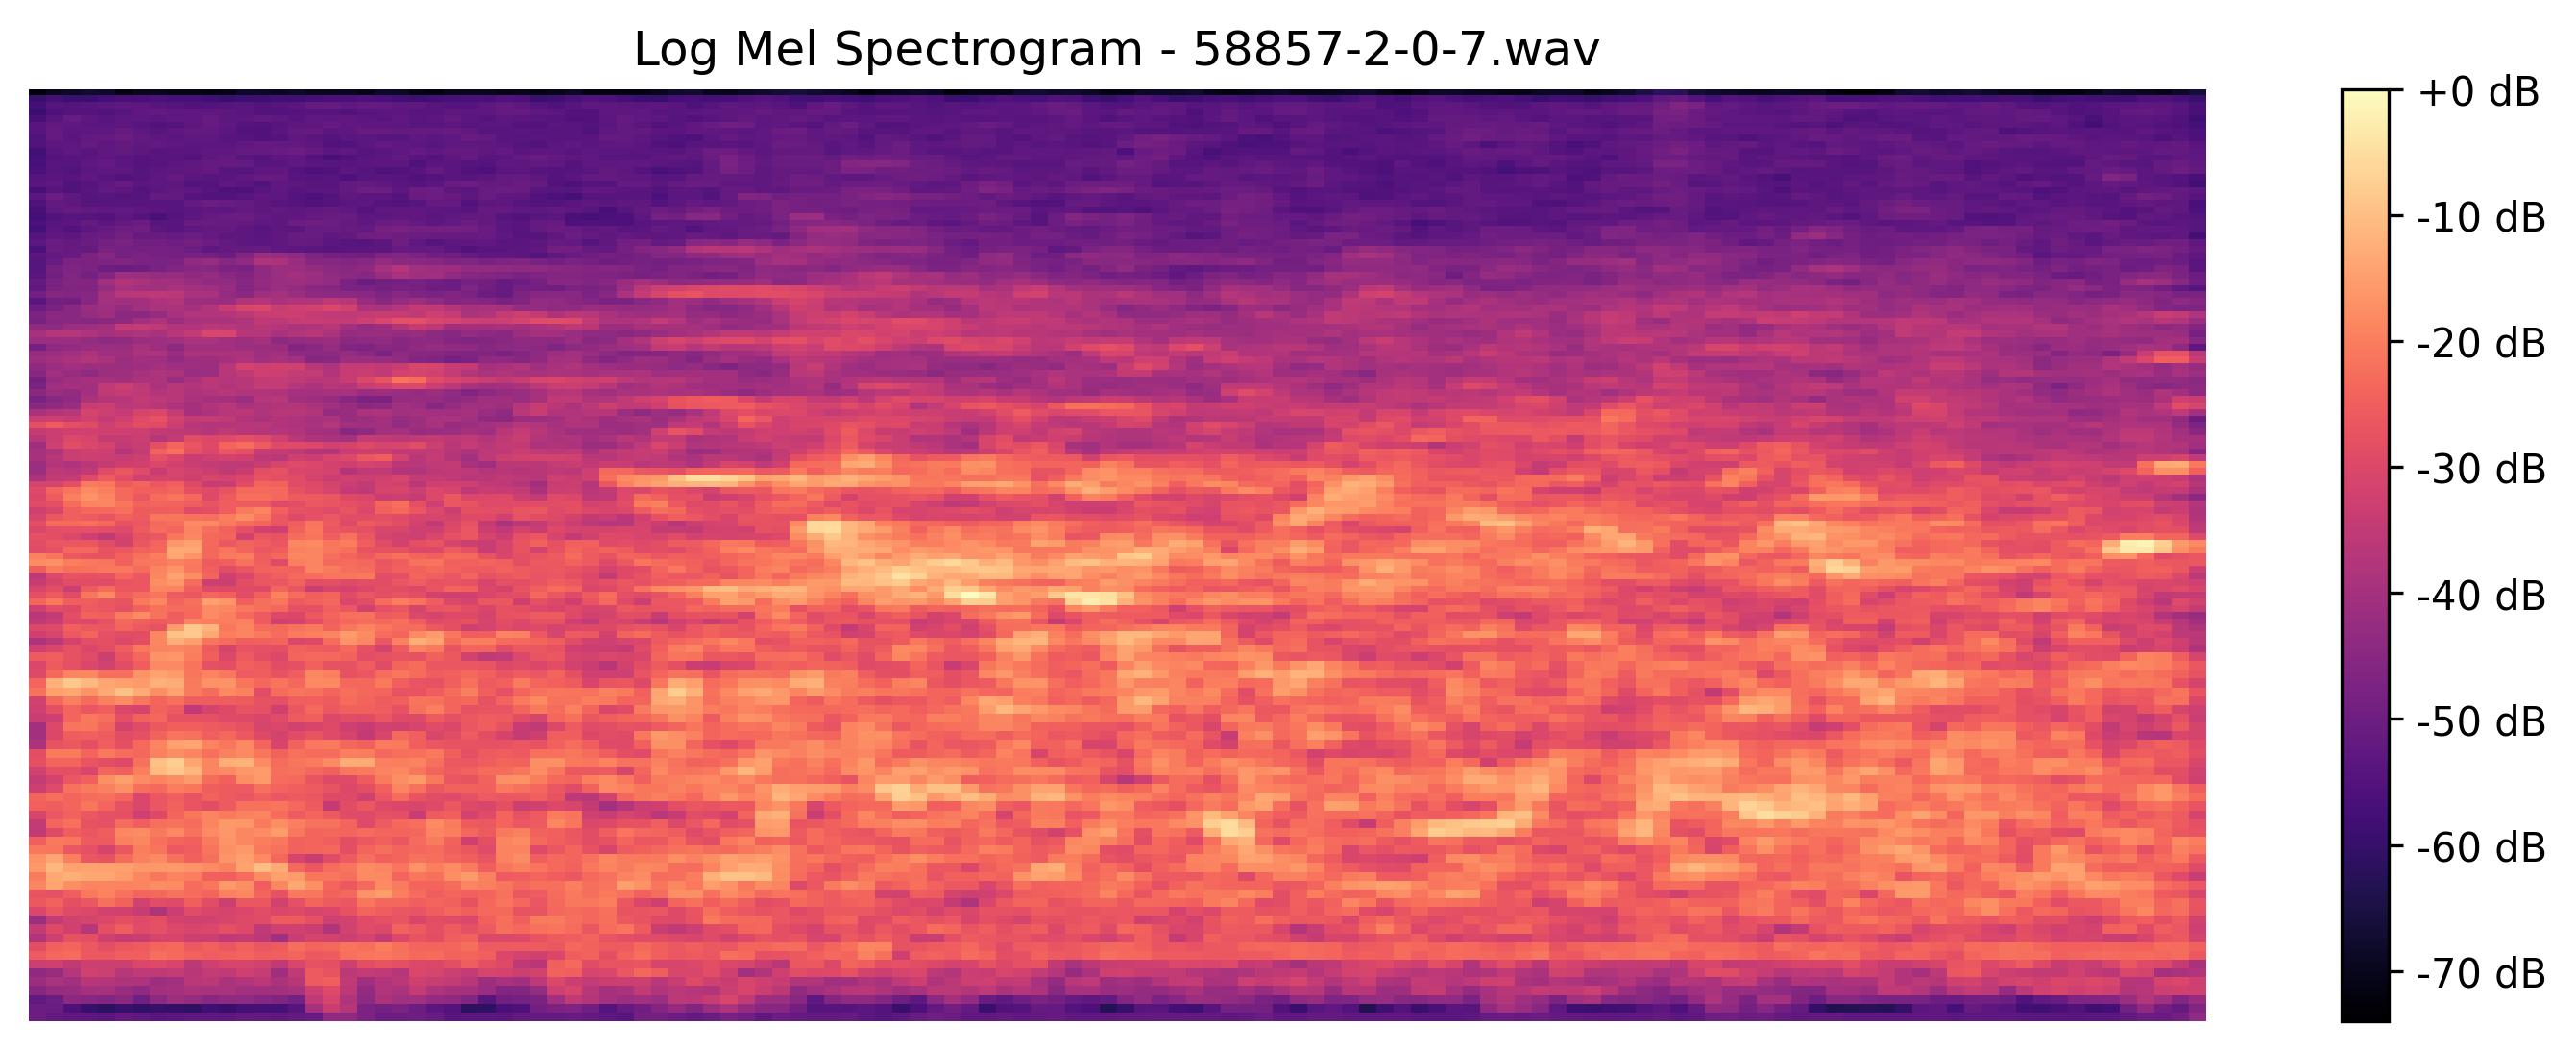 Log Mel Spectrogram - 58857-2-0-7.wav
+0 dB
-10 dB
-20 dB
-30 dB
-40 dB
-50 dB
-60 dB
-70 dB